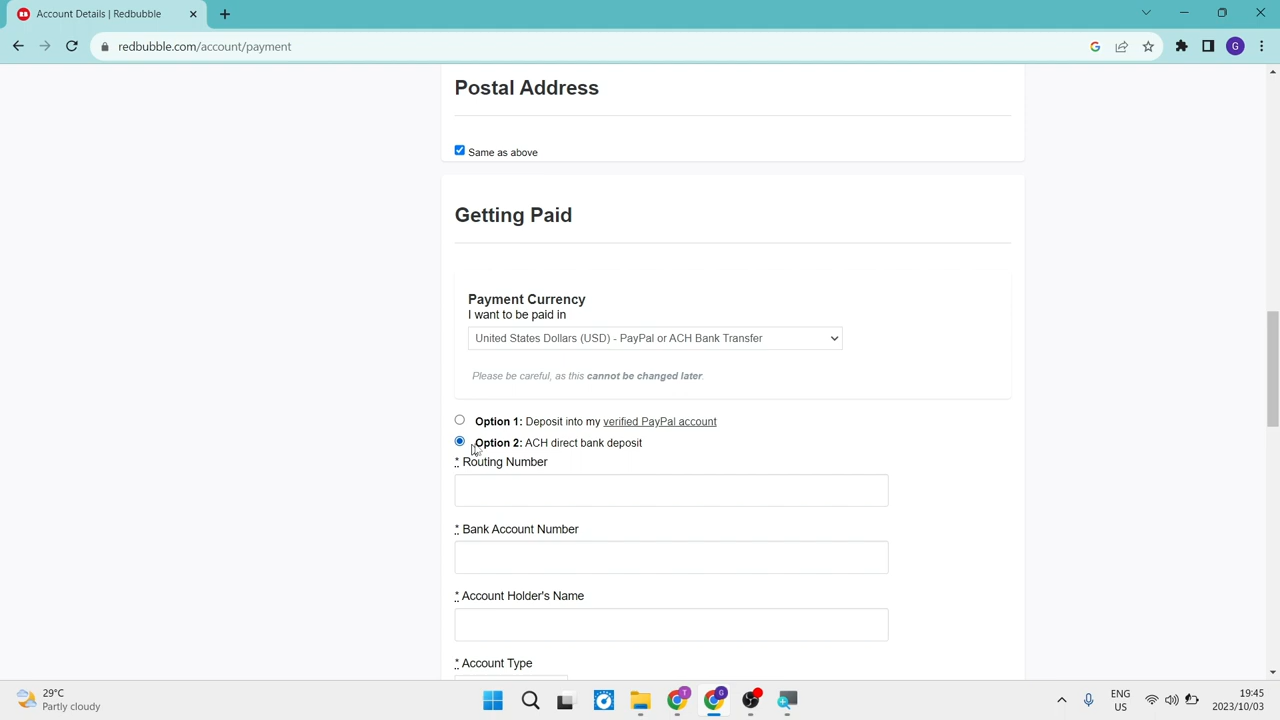 Account Details | Redbubble
redbubble.com/account/payment
G
Postal Address
Same as above
Getting Paid
Payment Currency
I want to be paid in
United States Dollars (USD) - PayPal or ACH Bank Transfer
Please be careful, as this cannot be changed later.
Option 1: Deposit into my verified PayPal account
Option 2: ACH direct bank deposit
* Routing Number
* Bank Account Number
* Account Holder's Name
* Account Type
29°C
Partly cloudy
T
G
ENG
US
19:45
2023/10/03